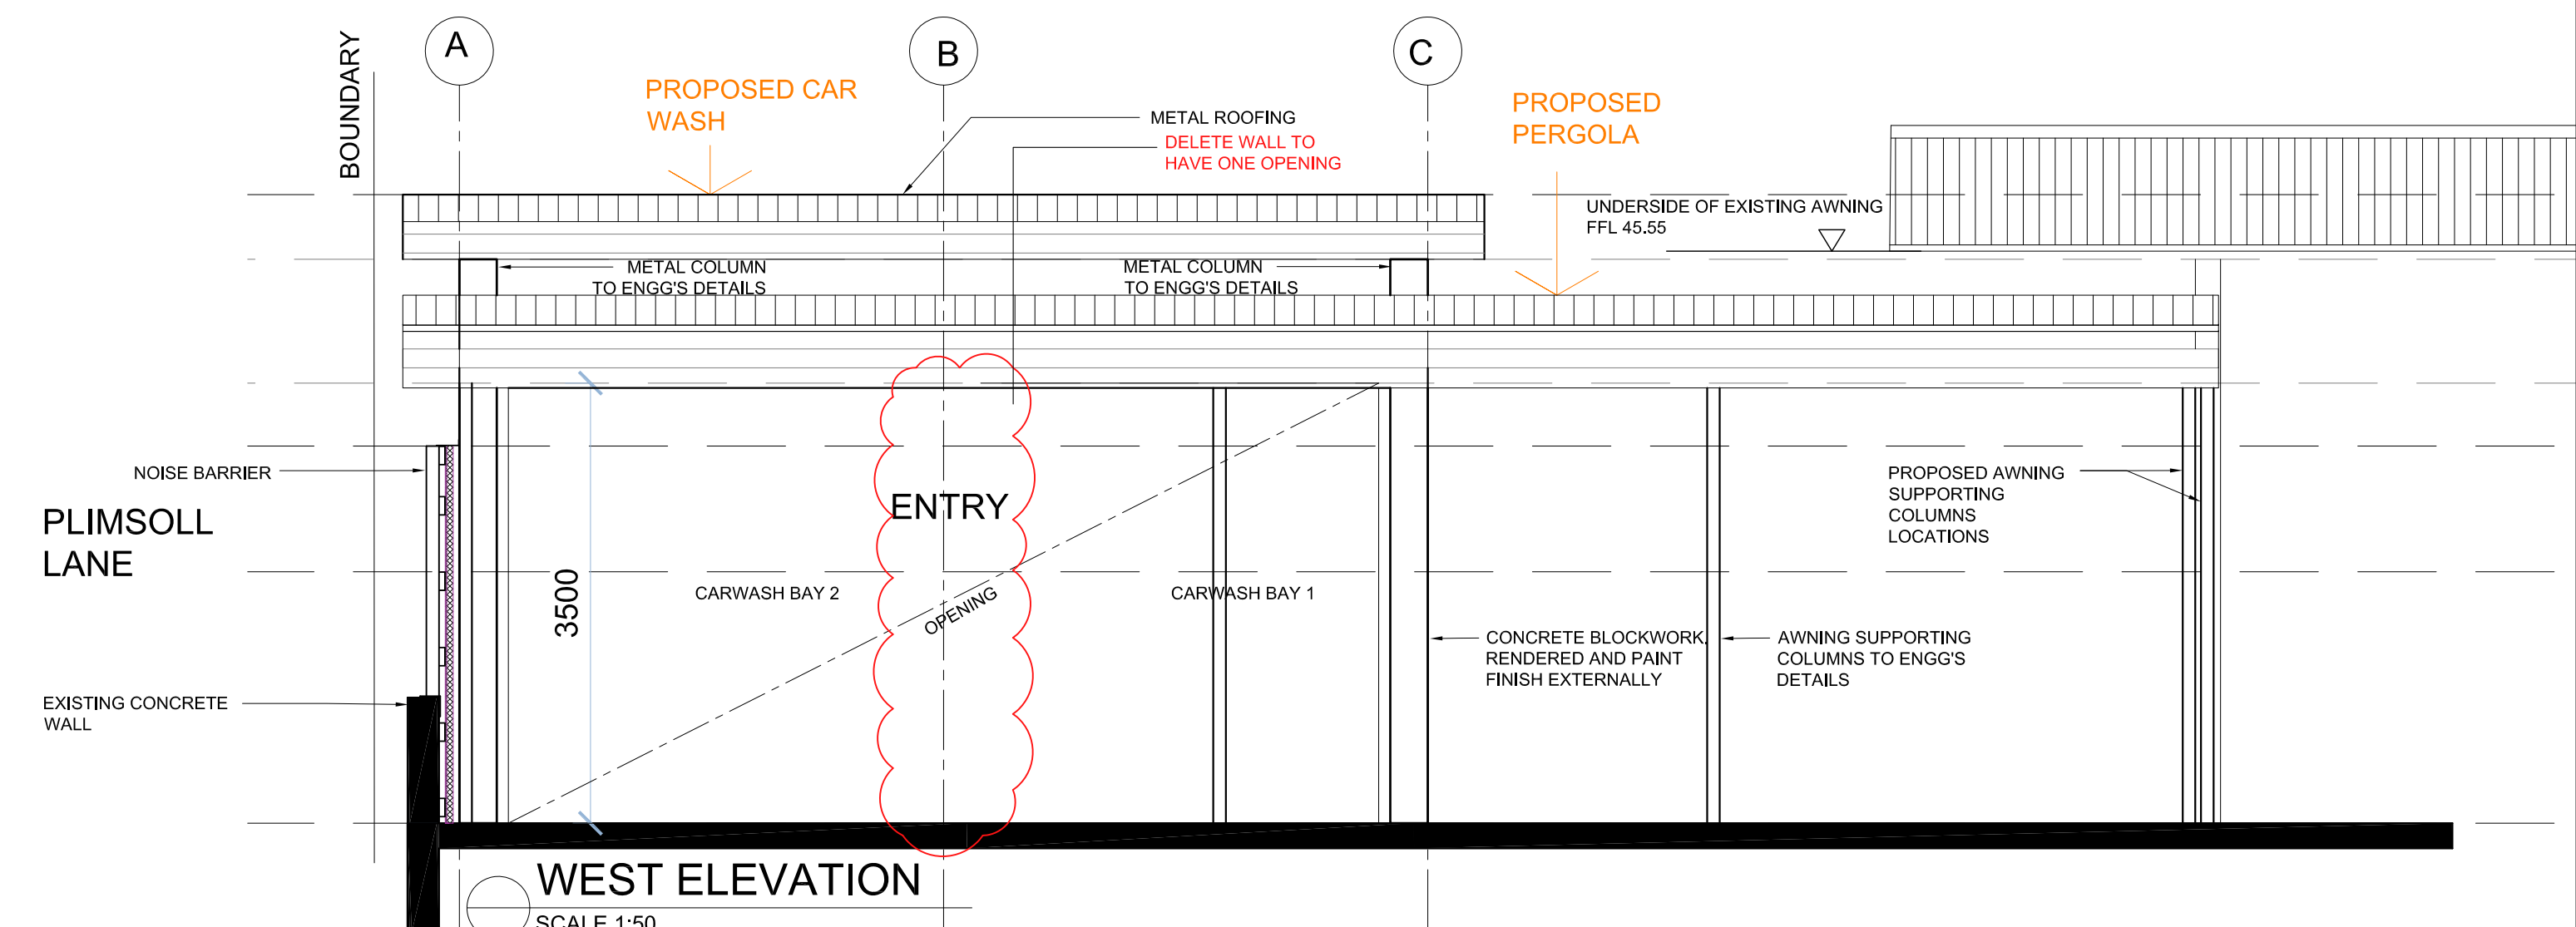 A
B
C
BOUNDARY
PROPOSED CAR
WASH
METAL ROOFING
DELETE WALL TO
HAVE ONE OPENING
PROPOSED
PERGOLA
UNDERSIDE OF EXISTING AWNING
FFL 45.55
METAL COLUMN
TO ENGG'S DETAILS
METAL COLUMN
TO ENGG'S DETAILS
NOISE BARRIER
PLIMSOLL
LANE
EXISTING CONCRETE
WALL
3500
ENTRY
CARWASH BAY 2
OPENING
CARWASH BAY 1
CONCRETE BLOCKWORK,
RENDERED AND PAINT
FINISH EXTERNALLY
AWNING SUPPORTING
COLUMNS TO ENGG'S
DETAILS
PROPOSED AWNING
SUPPORTING
COLUMNS
LOCATIONS
WEST ELEVATION
SCALE 1:50